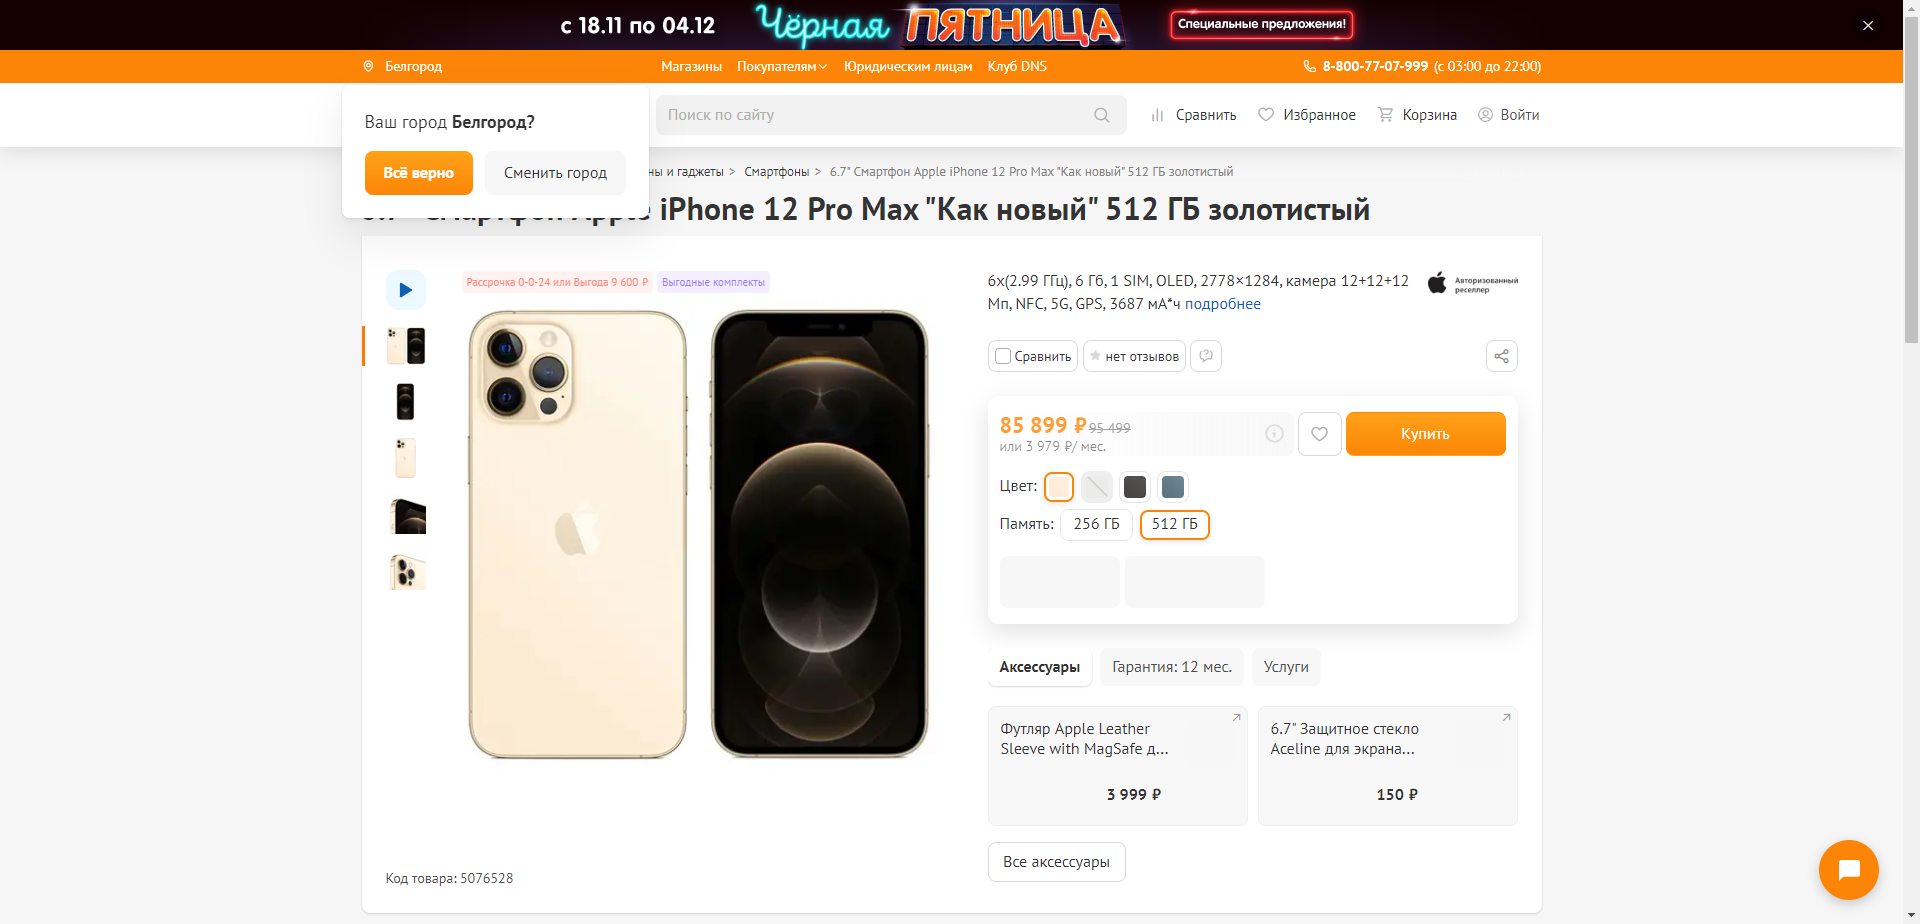 с 18.11 по 04.12
Чёрная ПЯТНИЦА
Специальные предложения!
Белгород
Магазины
Покупателям
Юридическим лицам
Клуб DNS
8-800-77-07-999 (с 03:00 до 22:00)
Ваш город Белгород?
Всё верно
Сменить город
Поиск по сайту
Сравнить
Избранное
Корзина
Войти
ны и гаджеты > Смартфоны > 6.7" Смартфон Apple iPhone 12 Pro Max "Как новый" 512 ГБ золотистый
iPhone 12 Pro Max "Как новый" 512 ГБ золотистый
Рассрочка 0-0-24 или Выгода 9 600 ₽
Выгодные комплекты
6x(2.99 ГГц), 6 Гб, 1 SIM, OLED, 2778×1284, камера 12+12+12
Мп, NFC, 5G, GPS, 3687 мА*ч подробнее
Авторизованный
реселлер
Сравнить
нет отзывов
85 899 ₽ 95 499
или 3 979 ₽/ мес.
Купить
Цвет:
Память:
256 ГБ
512 ГБ
Аксессуары
Гарантия: 12 мес.
Услуги
Футляр Apple Leather
Sleeve with MagSafe д...
3 999 ₽
6.7" Защитное стекло
Aceline для экрана...
150 ₽
Все аксессуары
Код товара: 5076528